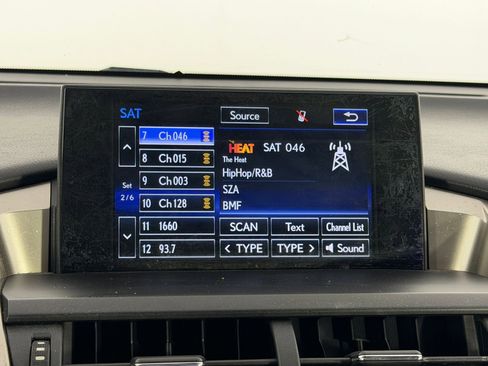 SAT Source
7 Ch 046
8 Ch 015
9 Ch 003
10 Ch 128
11 1660
12 93.7
Set
2/6
HEAT SAT 046
The Heat
HipHop/R&B
SZA
BMF
SCAN Text Channel List
< TYPE TYPE > Sound